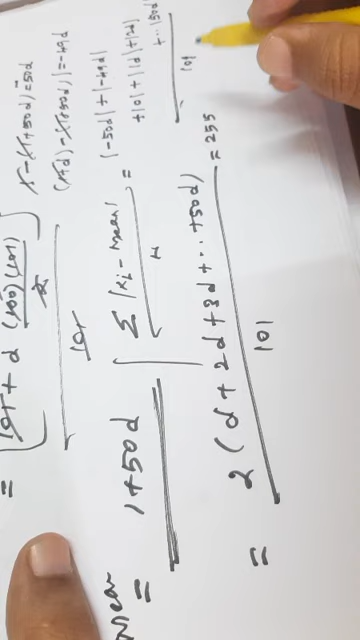 = [101 + d (100)(101)/2] / 101
x - (1+50d) = 50d
(1+d) - (1+50d) = -49d
Mean = 1+50d
Σ |xi - mean| / N = |-50d| + |-49d| + |0| + |d| + |2d| + ... |50d| / 101
= 2 (d + 2d + 3d + ... + 50d) / 101 = 255